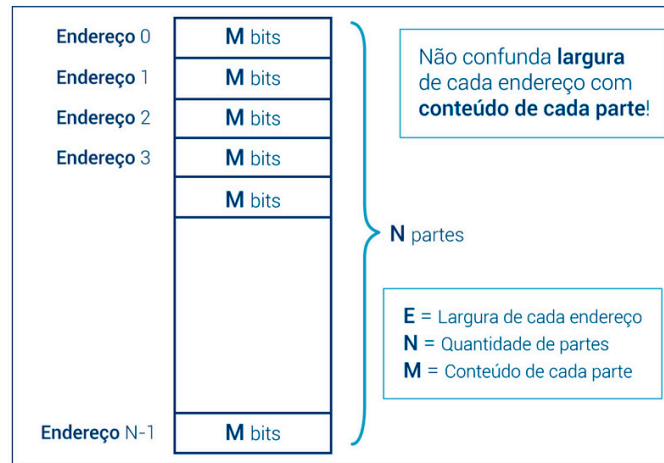 Endereço 0
M bits
Endereço 1
M bits
Endereço 2
M bits
Endereço 3
M bits
M bits
Endereço N-1
M bits
N partes
Não confunda largura
de cada endereço com
conteúdo de cada parte!
E = Largura de cada endereço
N = Quantidade de partes
M = Conteúdo de cada parte